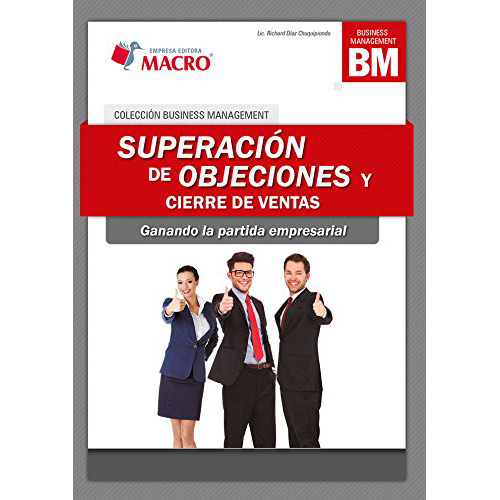 Lic. Richard Díaz Chuquipiondo
BUSINESS
MANAGEMENT
BM
EMPRESA EDITORA
MACRO®
COLECCIÓN BUSINESS MANAGEMENT
SUPERACIÓN
DE OBJECIONES Y
CIERRE DE VENTAS
Ganando la partida empresarial